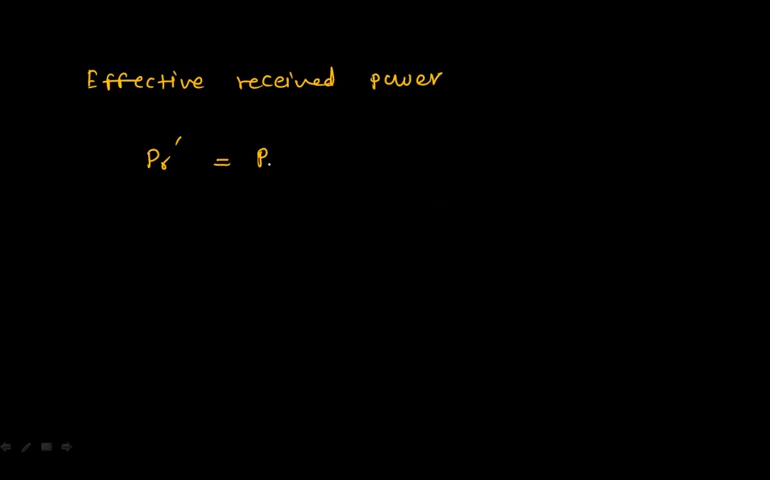 Effective received power
Pr' = P.